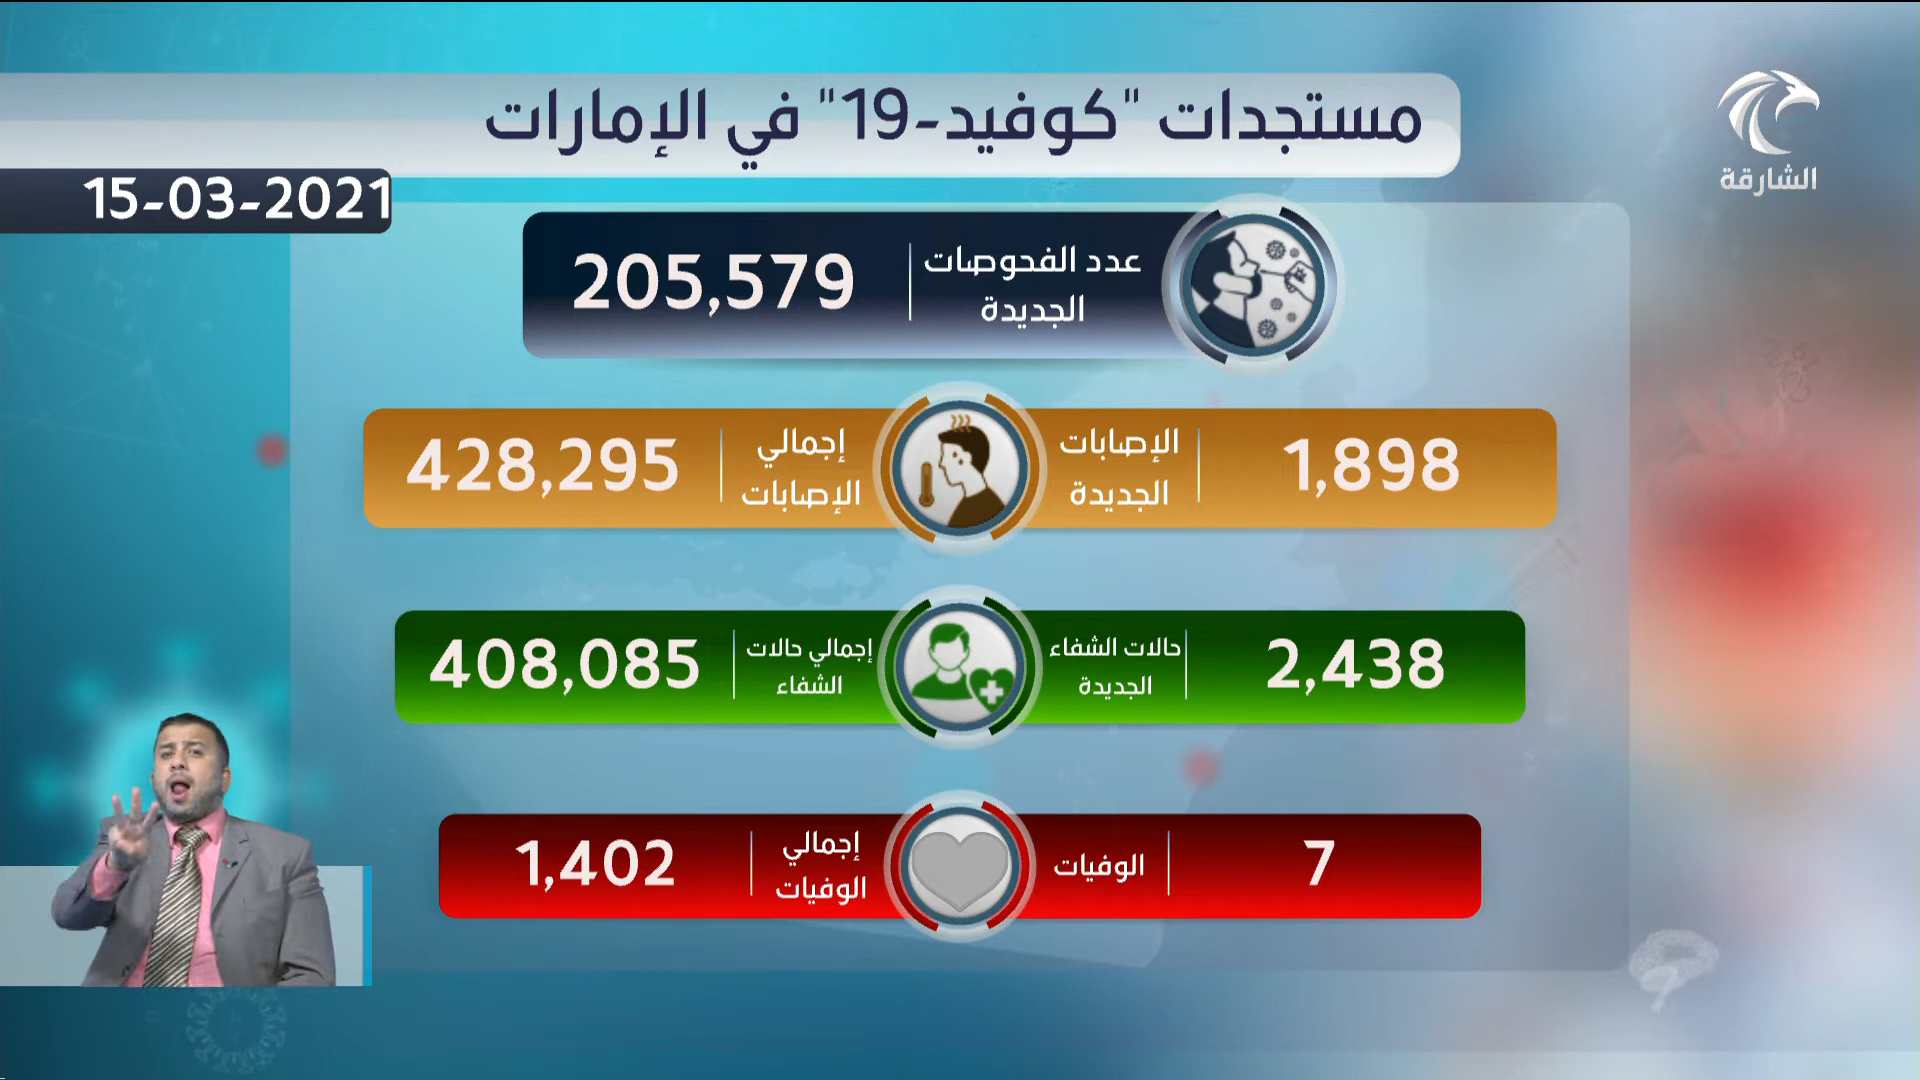 مستجدات "كوفيد-19" في الإمارات
الشارقة
15-03-2021
عدد الفحوصات
الجديدة
205,579
1,898
الإصابات
الجديدة
إجمالي
الإصابات
428,295
2,438
حالات الشفاء
الجديدة
إجمالي حالات
الشفاء
408,085
7
الوفيات
إجمالي
الوفيات
1,402